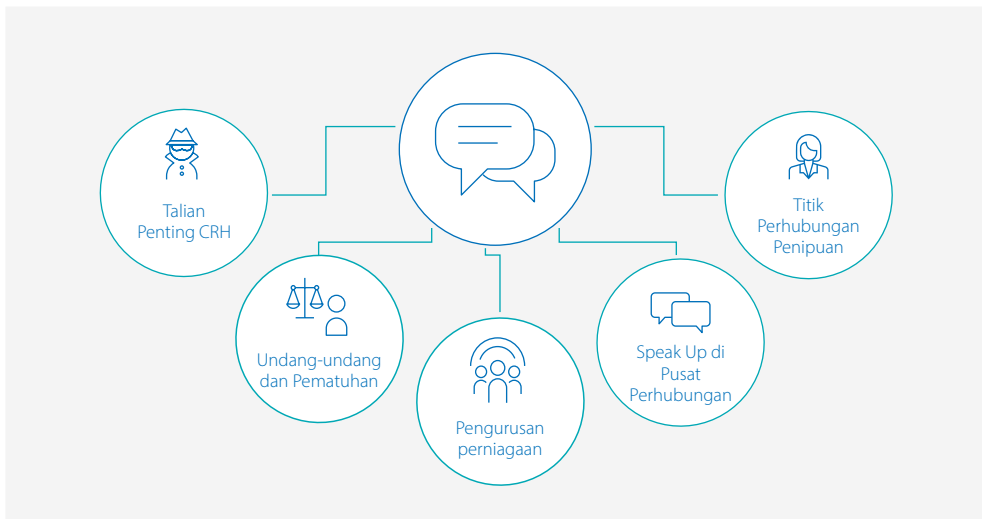 Talian
Penting CRH
Undang-undang
dan Pematuhan
Pengurusan
perniagaan
Speak Up di
Pusat
Perhubungan
Titik
Perhubungan
Penipuan